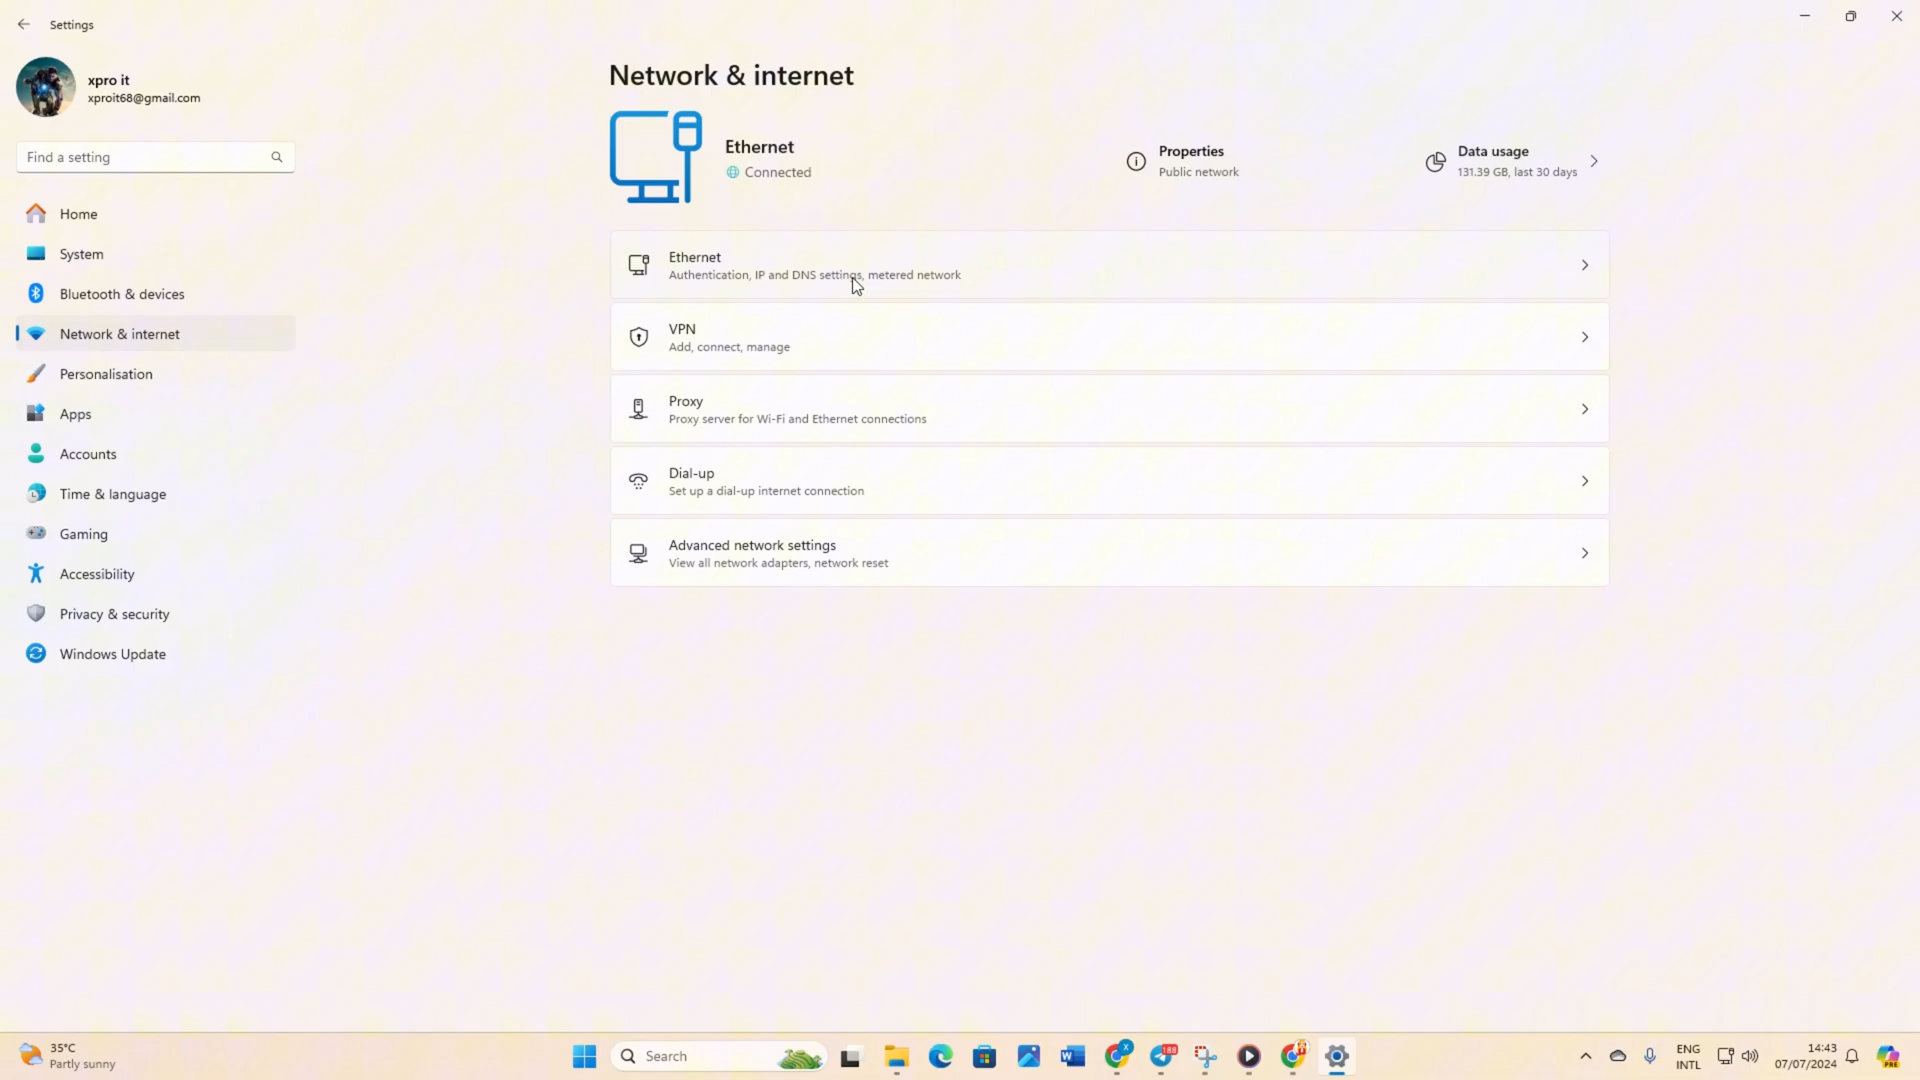 Settings
xpro it
xproit68@gmail.com
Find a setting
Home
System
Bluetooth & devices
Network & internet
Personalisation
Apps
Accounts
Time & language
Gaming
Accessibility
Privacy & security
Windows Update
Network & internet
Ethernet
Connected
Properties
Public network
Data usage
131.39 GB, last 30 days
Ethernet
Authentication, IP and DNS settings, metered network
VPN
Add, connect, manage
Proxy
Proxy server for Wi-Fi and Ethernet connections
Dial-up
Set up a dial-up internet connection
Advanced network settings
View all network adapters, network reset
35°C
Partly sunny
Search
X
188
ENG
INTL
14:43
07/07/2024
PRE